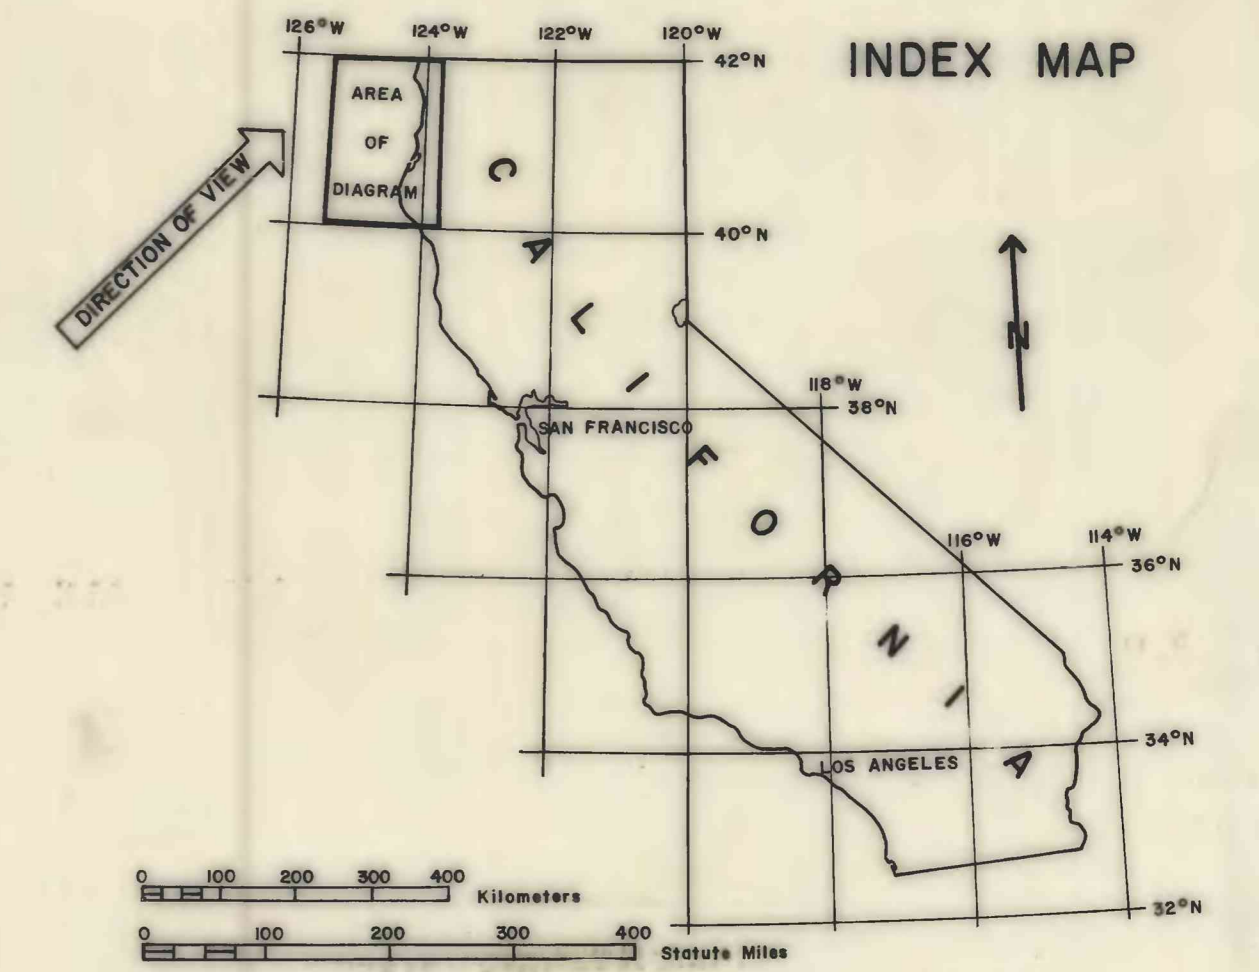 126°W 124°W 122°W 120°W
42°N
INDEX MAP
AREA
OF
DIAGRAM
DIRECTION OF VIEW
CALIFORNIA
40°N
N
118°W
38°N
SAN FRANCISCO
116°W
114°W
36°N
34°N
LOS ANGELES
32°N
0 100 200 300 400
Kilometers
0 100 200 300 400
Statute Miles